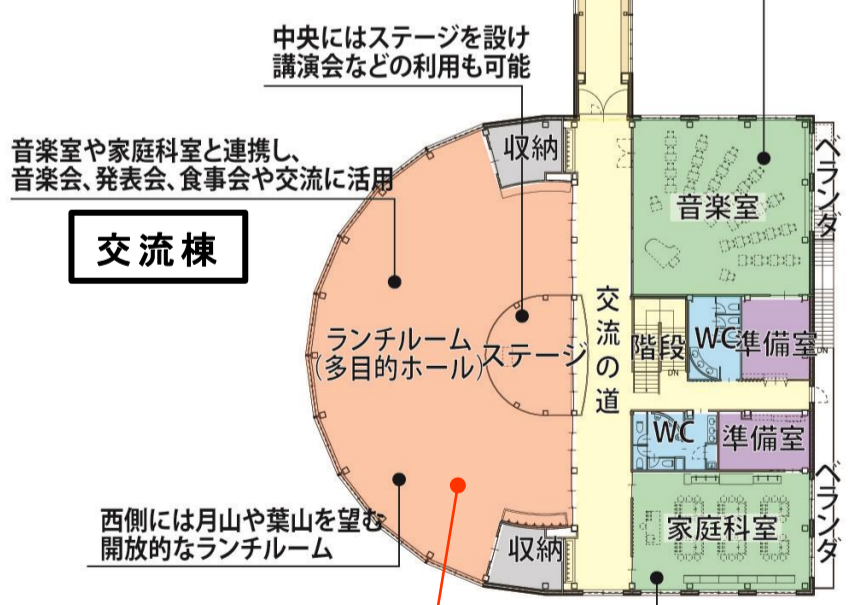 中央にはステージを設け
講演会などの利用も可能
音楽室や家庭科室と連携し、
音楽会、発表会、食事会や交流に活用
交流棟
収納
音楽室
ベランダ
ランチルーム
(多目的ホール)
ステージ
交流の道
階段
DN
WC
準備室
DN
WC
準備室
西側には月山や葉山を望む
開放的なランチルーム
収納
家庭科室
ベランダ